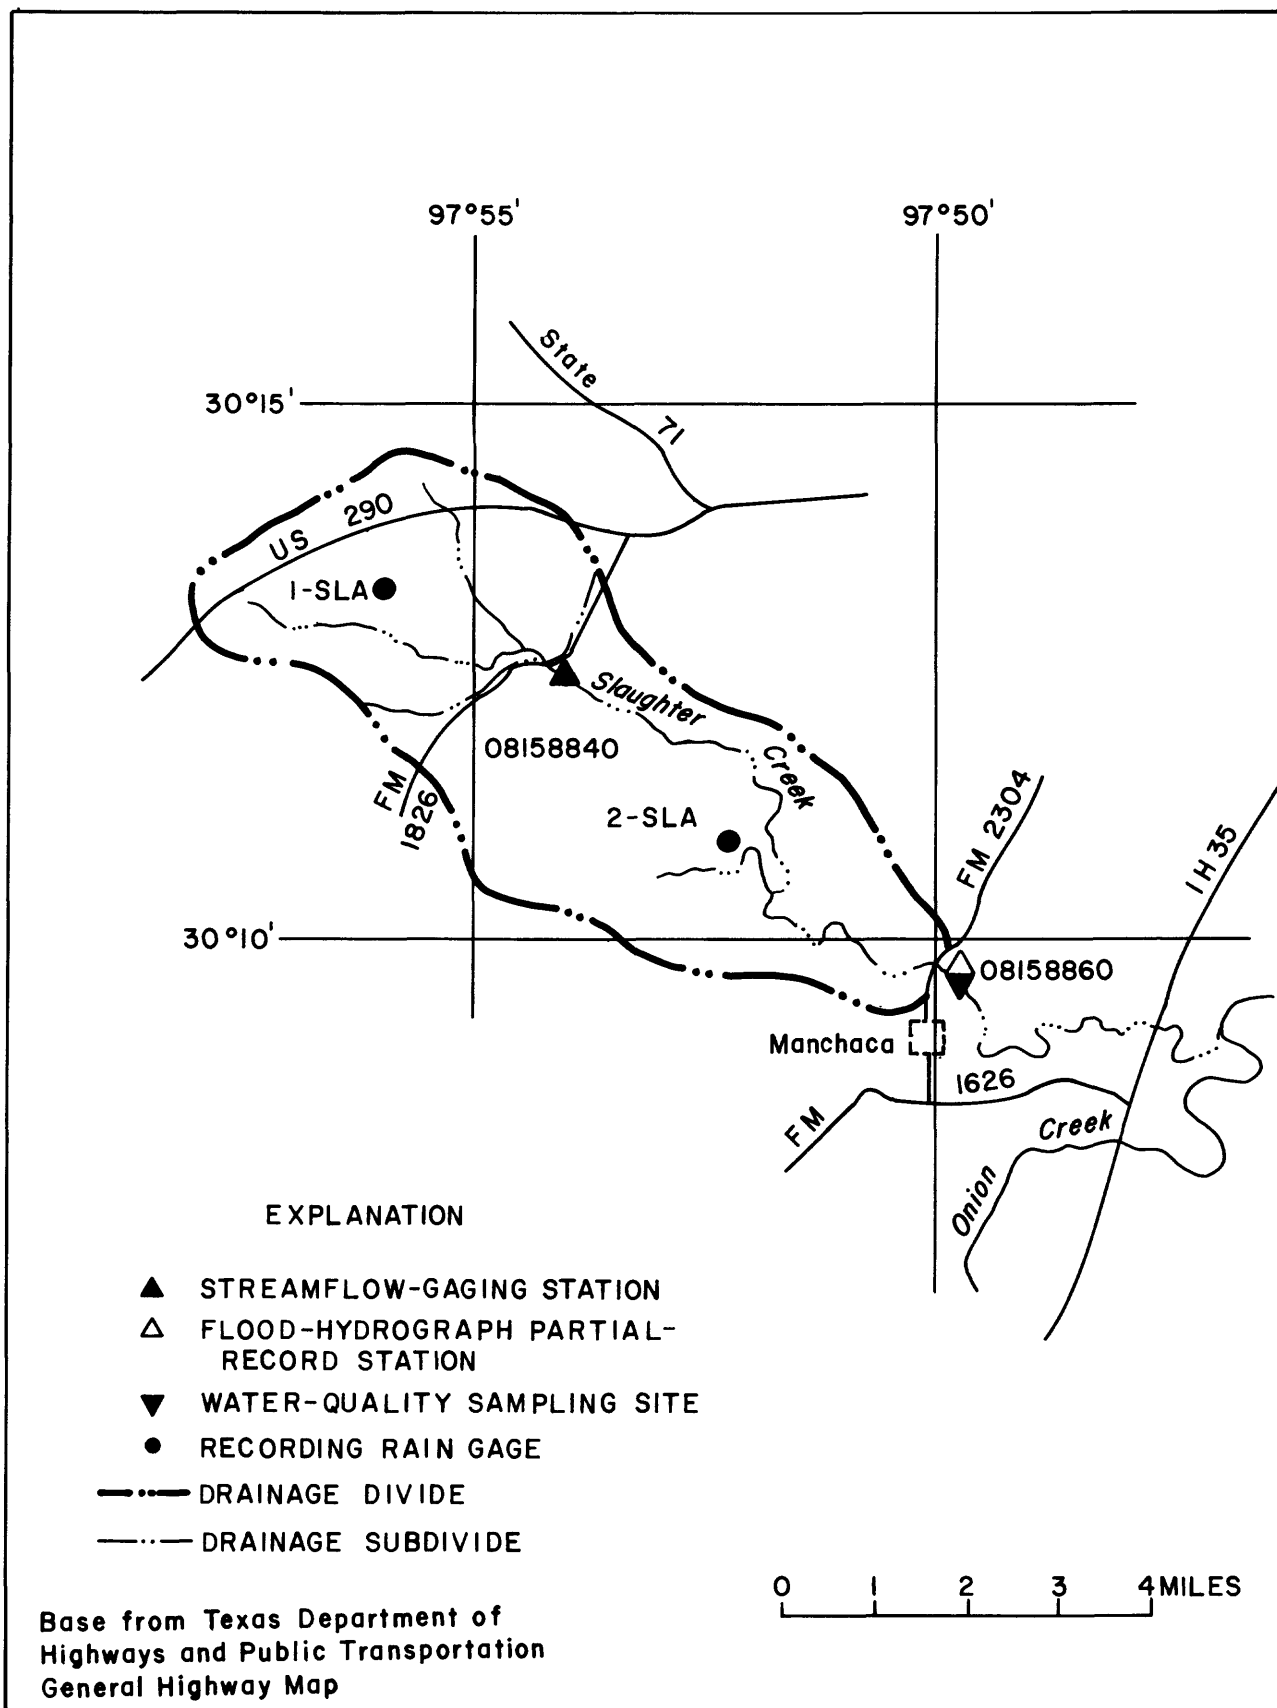 97°55'
97°50'
State
71
30°15'
US 290
1-SLA
Slaughter
Creek
08158840
FM
1826
2-SLA
FM 2304
IH 35
30°10'
08158860
Manchaca
1626
FM
Creek
Onion
EXPLANATION
STREAMFLOW-GAGING STATION
FLOOD-HYDROGRAPH PARTIAL-
RECORD STATION
WATER-QUALITY SAMPLING SITE
RECORDING RAIN GAGE
DRAINAGE DIVIDE
DRAINAGE SUBDIVIDE
0 1 2 3 4 MILES
Base from Texas Department of
Highways and Public Transportation
General Highway Map